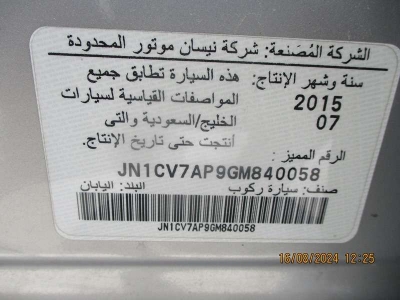 الشركة المُصَنعة: شركة نيسان موتور المحدودة
سنة وشهر الإنتاج: هذه السيارة تطابق جميع
2015 المواصفات القياسية لسيارات
07 الخليج/السعودية والتى
أنتجت حتى تاريخ الإنتاج.
الرقم المميز :
JN1CV7AP9GM840058
صنف: سيارة ركوب البلد: اليابان
JN1CV7AP9GM840058
16/08/2024 12:25